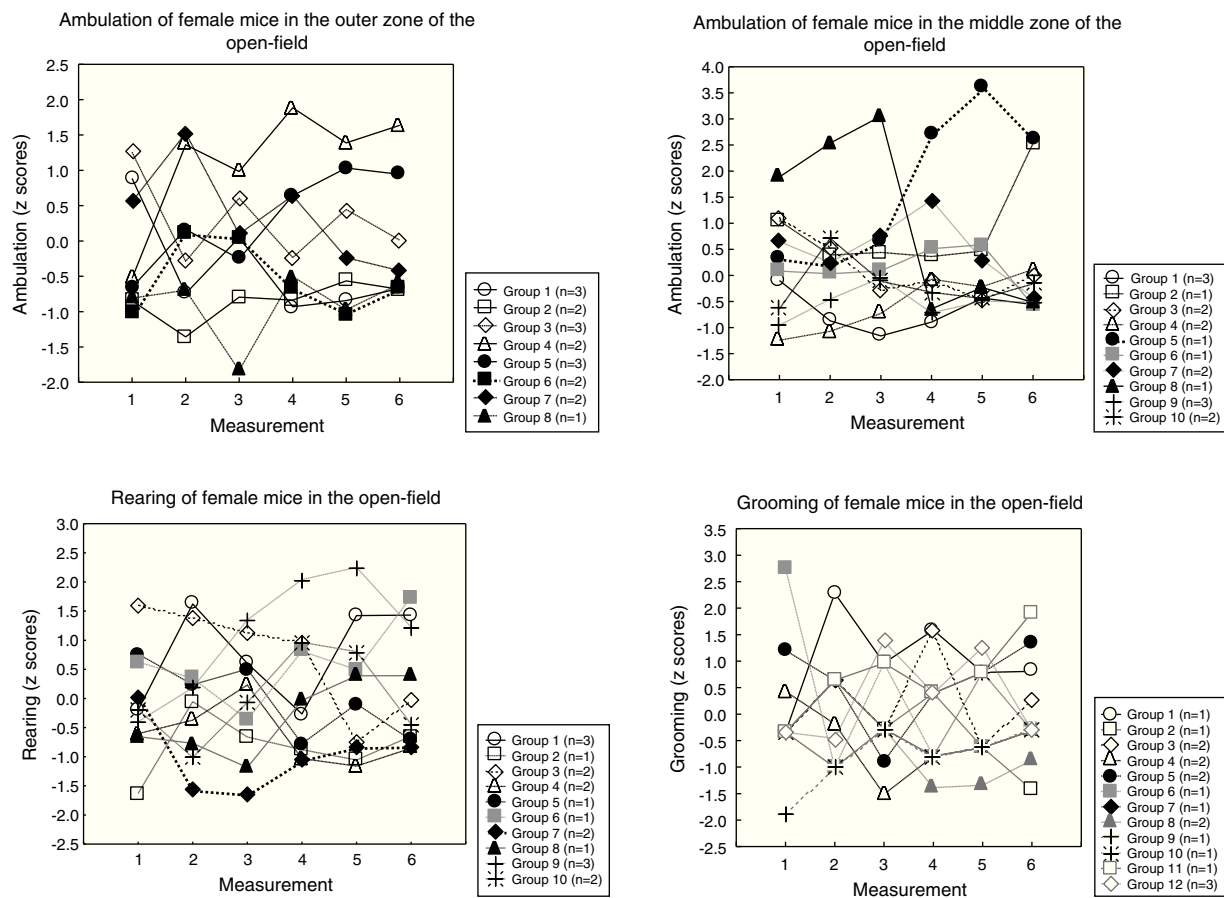 Ambulation of female mice in the outer zone of the
open-field
2.5
2.0
1.5
1.0
0.5
0.0
-0.5
-1.0
-1.5
-2.0
Ambulation (z scores)
1 2 3 4 5 6
Measurement
Group 1 (n=3)
Group 2 (n=2)
Group 3 (n=3)
Group 4 (n=2)
Group 5 (n=3)
Group 6 (n=2)
Group 7 (n=2)
Group 8 (n=1)
Ambulation of female mice in the middle zone of the
open-field
4.0
3.5
3.0
2.5
2.0
1.5
1.0
0.5
0.0
-0.5
-1.0
-1.5
-2.0
Ambulation (z scores)
1 2 3 4 5 6
Measurement
Group 1 (n=3)
Group 2 (n=1)
Group 3 (n=2)
Group 4 (n=2)
Group 5 (n=1)
Group 6 (n=1)
Group 7 (n=2)
Group 8 (n=1)
Group 9 (n=3)
Group 10 (n=2)
Rearing of female mice in the open-field
3.0
2.5
2.0
1.5
1.0
0.5
0.0
-0.5
-1.0
-1.5
-2.0
-2.5
Rearing (z scores)
1 2 3 4 5 6
Measurement
Group 1 (n=3)
Group 2 (n=1)
Group 3 (n=2)
Group 4 (n=2)
Group 5 (n=1)
Group 6 (n=1)
Group 7 (n=2)
Group 8 (n=1)
Group 9 (n=3)
Group 10 (n=2)
Grooming of female mice in the open-field
3.5
3.0
2.5
2.0
1.5
1.0
0.5
0.0
-0.5
-1.0
-1.5
-2.0
-2.5
Grooming (z scores)
1 2 3 4 5 6
Measurement
Group 1 (n=1)
Group 2 (n=1)
Group 3 (n=2)
Group 4 (n=2)
Group 5 (n=2)
Group 6 (n=1)
Group 7 (n=1)
Group 8 (n=2)
Group 9 (n=1)
Group 10 (n=1)
Group 11 (n=1)
Group 12 (n=3)